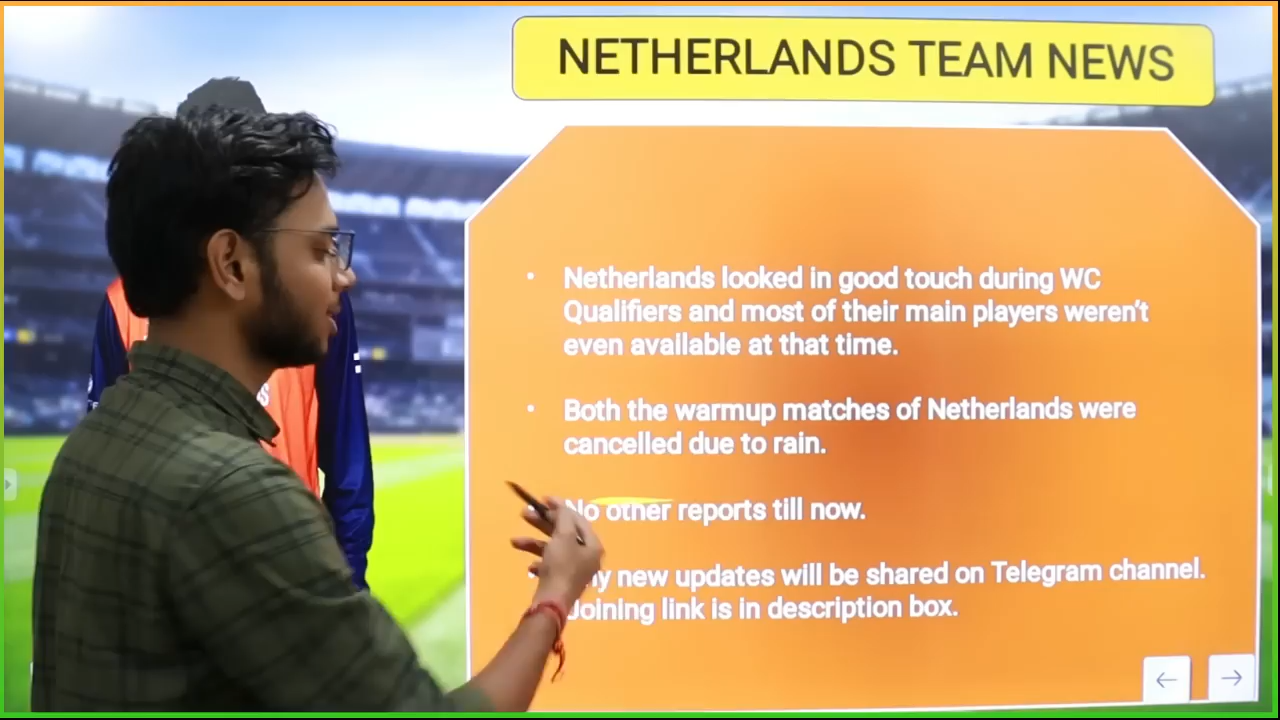 NETHERLANDS TEAM NEWS
• Netherlands looked in good touch during WC
Qualifiers and most of their main players weren't
even available at that time.
• Both the warmup matches of Netherlands were
cancelled due to rain.
No other reports till now.
new updates will be shared on Telegram channel.
Joining link is in description box.